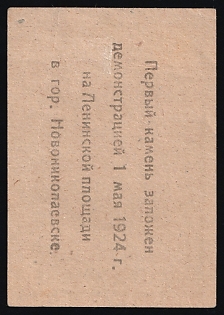 Первый камень заложен
демонстрацией 1 мая 1924 г.
на Ленинской площади
в гор. Новониколаевске.